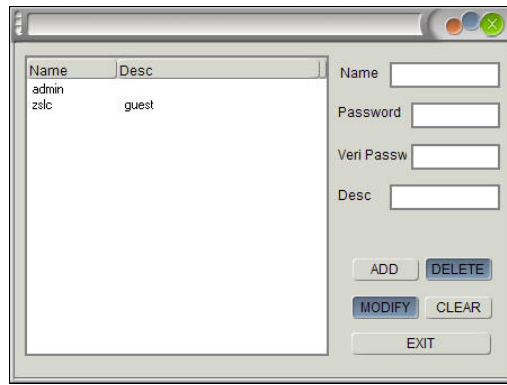 Name Desc
admin
zslc guest
Name
Password
Veri Passw
Desc
ADD DELETE
MODIFY CLEAR
EXIT